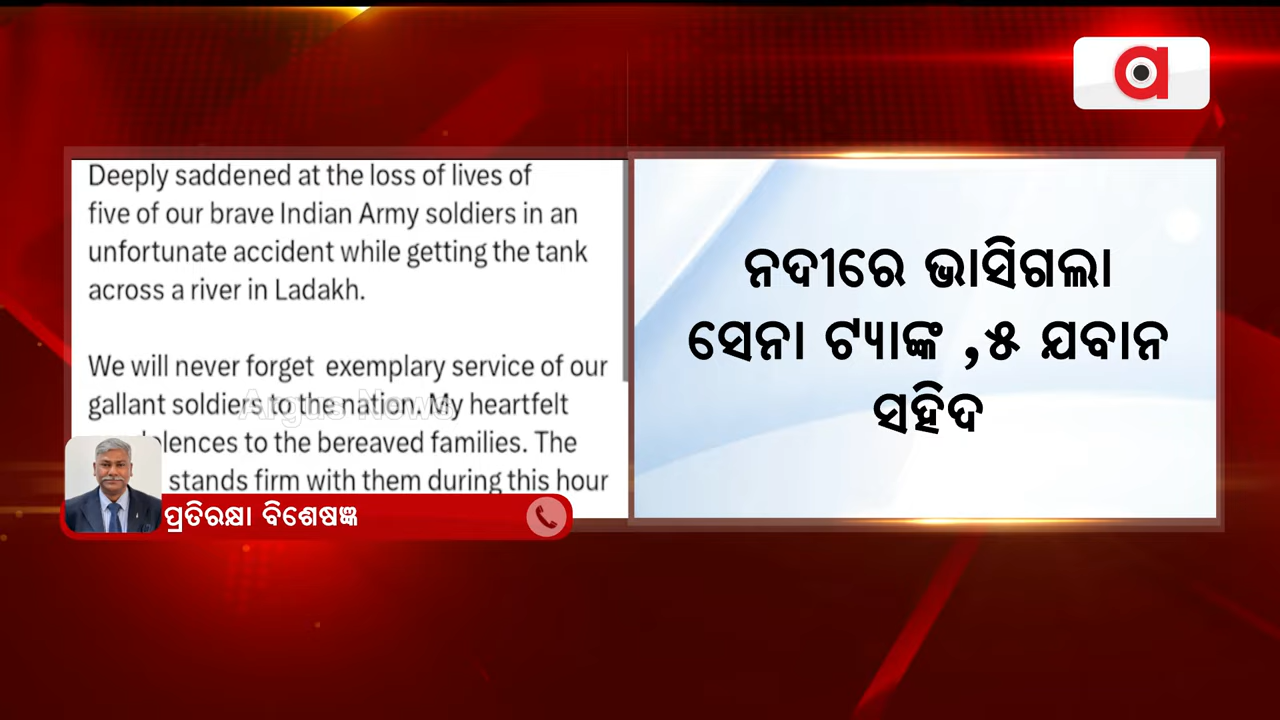 Deeply saddened at the loss of lives of
five of our brave Indian Army soldiers in an
unfortunate accident while getting the tank
across a river in Ladakh.
We will never forget exemplary service of our
gallant soldiers to the nation. My heartfelt
to the bereaved families. The
stands firm with them during this hour
Argus News
ପ୍ରତିରକ୍ଷା ବିଶେଷଜ୍ଞ
ନଦୀରେ ଭାସିଗଲା
ସେନା ଟ୍ୟାଙ୍କ ,୫ ଯବାନ
ସହିଦ